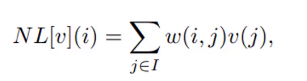 NL[v](i) = ∑_{j∈I} w(i, j)v(j),